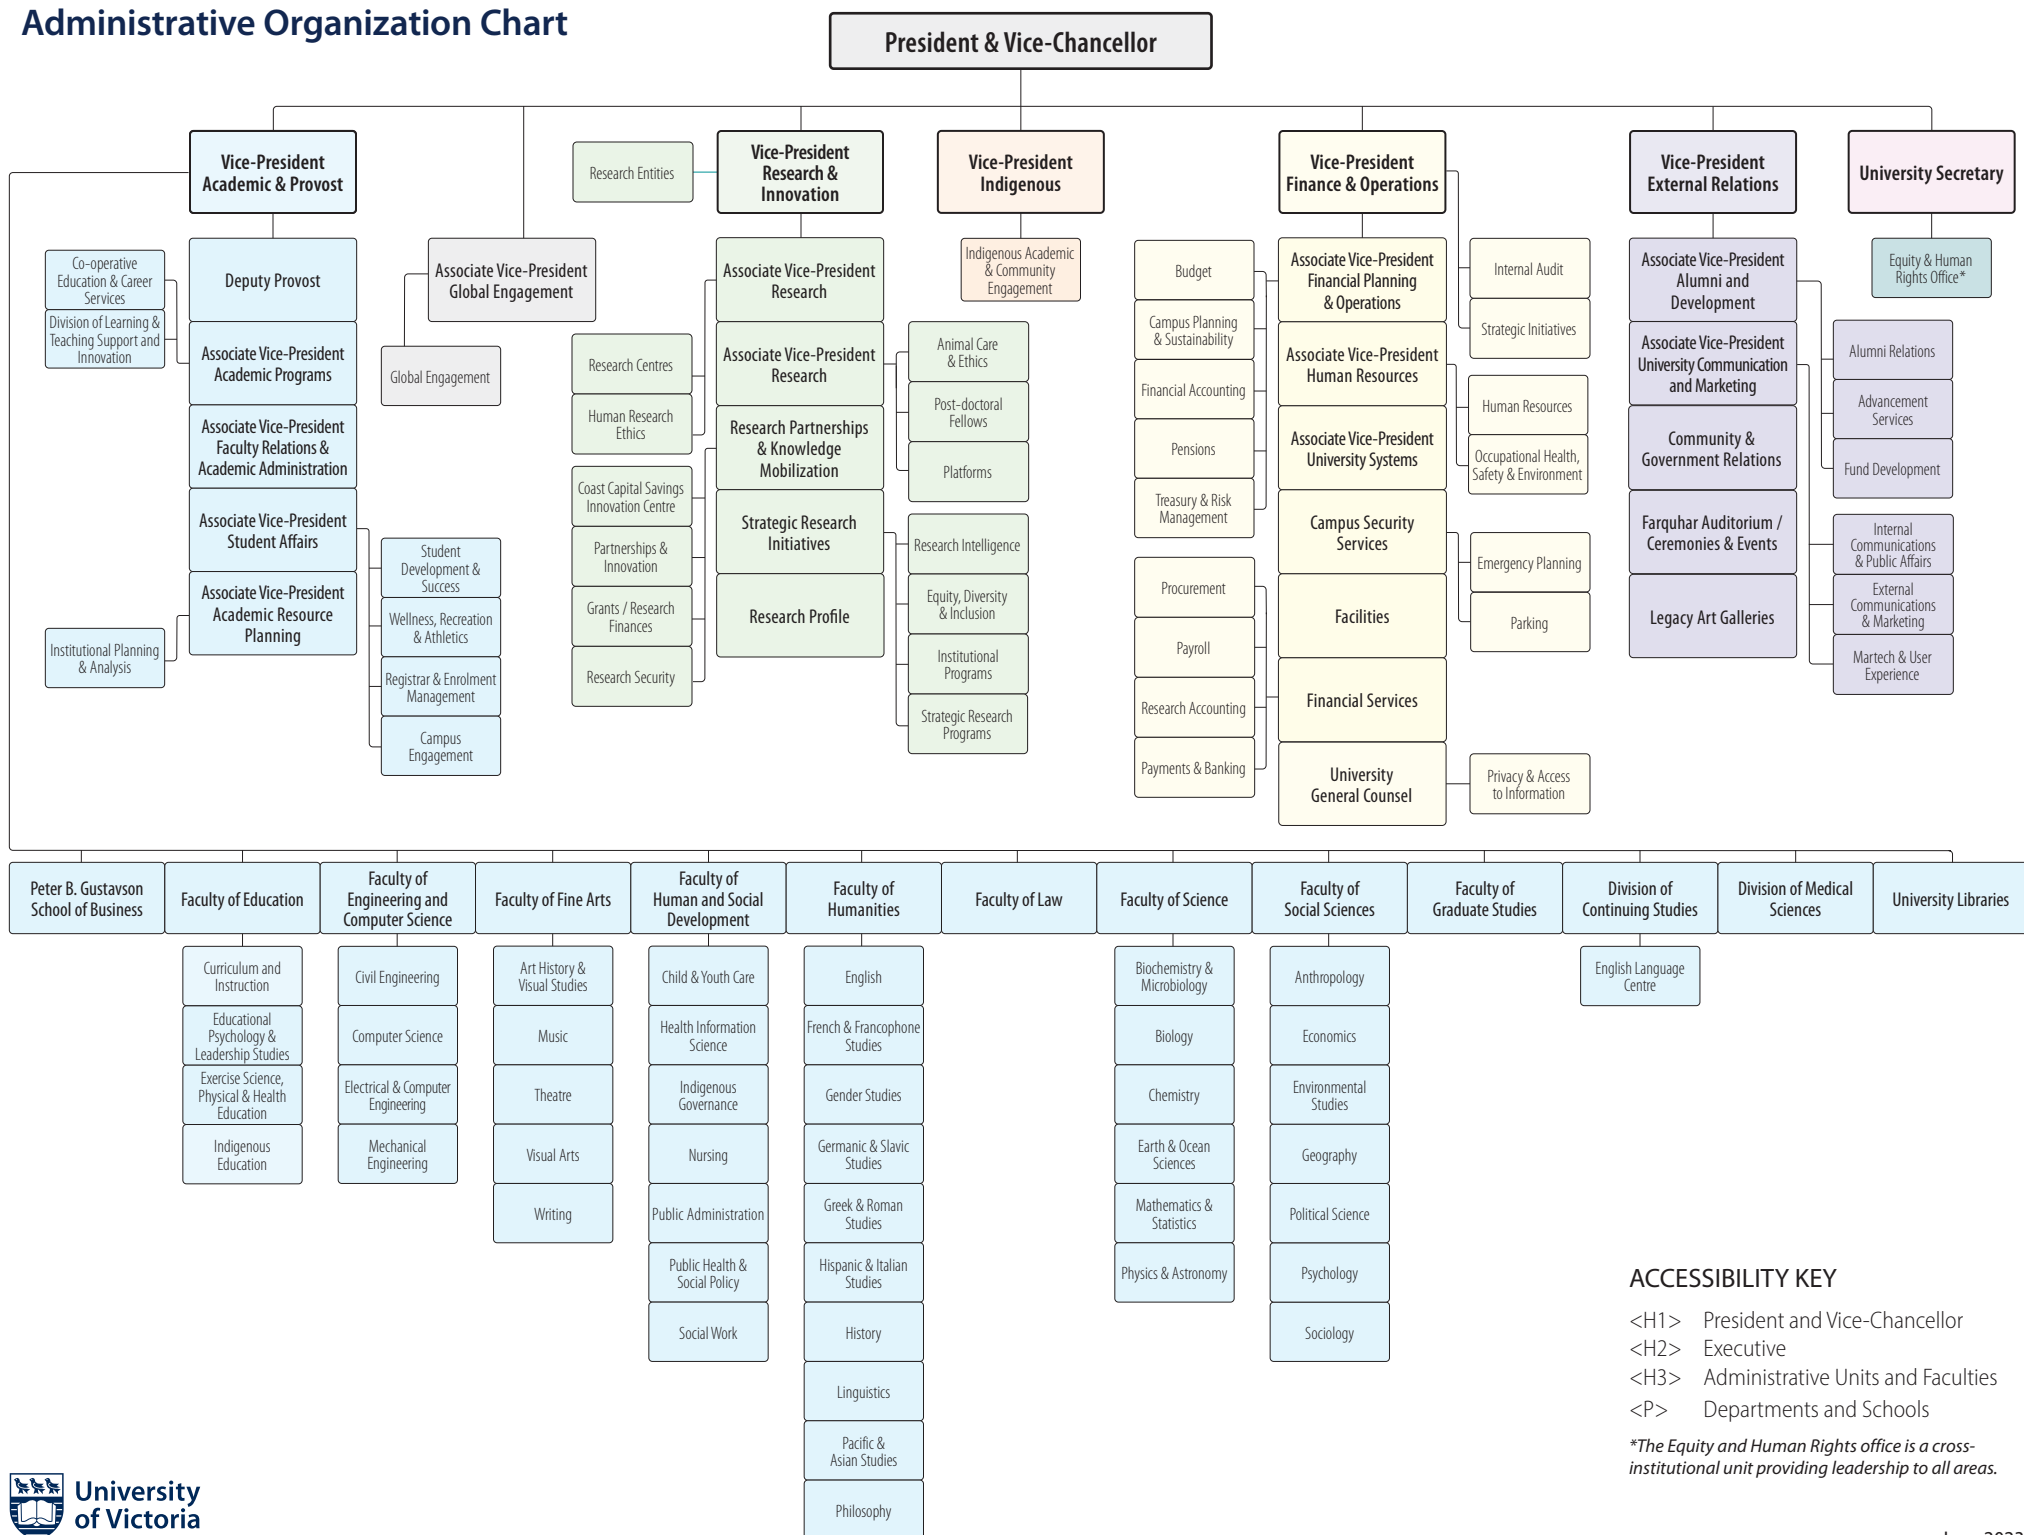 Administrative Organization Chart
President & Vice-Chancellor
Vice-President
Academic & Provost
Research Entities
Vice-President
Research &
Innovation
Vice-President
Indigenous
Vice-President
Finance & Operations
Vice-President
External Relations
University Secretary
Co-operative
Education & Career
Services
Division of Learning &
Teaching Support and
Innovation
Deputy Provost
Associate Vice-President
Academic Programs
Associate Vice-President
Faculty Relations &
Academic Administration
Associate Vice-President
Student Affairs
Associate Vice-President
Academic Resource
Planning
Institutional Planning
& Analysis
Student
Development &
Success
Wellness, Recreation
& Athletics
Registrar & Enrolment
Management
Campus
Engagement
Associate Vice-President
Global Engagement
Global Engagement
Associate Vice-President
Research
Associate Vice-President
Research
Research Partnerships
& Knowledge
Mobilization
Strategic Research
Initiatives
Research Profile
Research Centres
Human Research
Ethics
Coast Capital Savings
Innovation Centre
Partnerships &
Innovation
Grants / Research
Finances
Research Security
Animal Care
& Ethics
Post-doctoral
Fellows
Platforms
Research Intelligence
Equity, Diversity
& Inclusion
Institutional
Programs
Strategic Research
Programs
Indigenous Academic
& Community
Engagement
Budget
Campus Planning
& Sustainability
Financial Accounting
Pensions
Treasury & Risk
Management
Procurement
Payroll
Research Accounting
Payments & Banking
Associate Vice-President
Financial Planning
& Operations
Associate Vice-President
Human Resources
Associate Vice-President
University Systems
Campus Security
Services
Facilities
Financial Services
University
General Counsel
Internal Audit
Strategic Initiatives
Human Resources
Occupational Health,
Safety & Environment
Emergency Planning
Parking
Privacy & Access
to Information
Associate Vice-President
Alumni and
Development
Associate Vice-President
University Communication
and Marketing
Community &
Government Relations
Farquhar Auditorium /
Ceremonies & Events
Legacy Art Galleries
Equity & Human
Rights Office*
Alumni Relations
Advancement
Services
Fund Development
Internal
Communications
& Public Affairs
External
Communications
& Marketing
Martech & User
Experience
Peter B. Gustavson
School of Business
Faculty of Education
Faculty of
Engineering and
Computer Science
Faculty of Fine Arts
Faculty of
Human and Social
Development
Faculty of
Humanities
Faculty of Law
Faculty of Science
Faculty of
Social Sciences
Faculty of
Graduate Studies
Division of
Continuing Studies
Division of Medical
Sciences
University Libraries
Curriculum and
Instruction
Educational
Psychology &
Leadership Studies
Exercise Science,
Physical & Health
Education
Indigenous
Education
Civil Engineering
Computer Science
Electrical & Computer
Engineering
Mechanical
Engineering
Art History &
Visual Studies
Music
Theatre
Visual Arts
Writing
Child & Youth Care
Health Information
Science
Indigenous
Governance
Nursing
Public Administration
Public Health &
Social Policy
Social Work
English
French & Francophone
Studies
Gender Studies
Germanic & Slavic
Studies
Greek & Roman
Studies
Hispanic & Italian
Studies
History
Linguistics
Pacific &
Asian Studies
Philosophy
Biochemistry &
Microbiology
Biology
Chemistry
Earth & Ocean
Sciences
Mathematics &
Statistics
Physics & Astronomy
Anthropology
Economics
Environmental
Studies
Geography
Political Science
Psychology
Sociology
English Language
Centre
ACCESSIBILITY KEY
<H1> President and Vice-Chancellor
<H2> Executive
<H3> Administrative Units and Faculties
<P> Departments and Schools
*The Equity and Human Rights office is a cross-
institutional unit providing leadership to all areas.
University
of Victoria